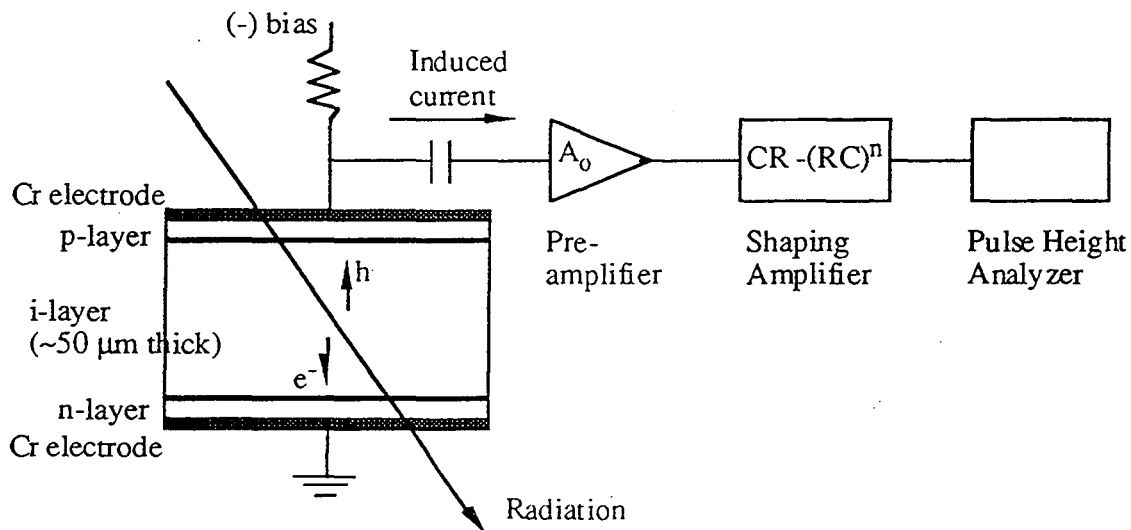 (-) bias
Induced
current
A₀
CR -(RC)ⁿ
Cr electrode
p-layer
Pre-
amplifier
Shaping
Amplifier
Pulse Height
Analyzer
h
i-layer
(~50 μm thick)
e⁻
n-layer
Cr electrode
Radiation